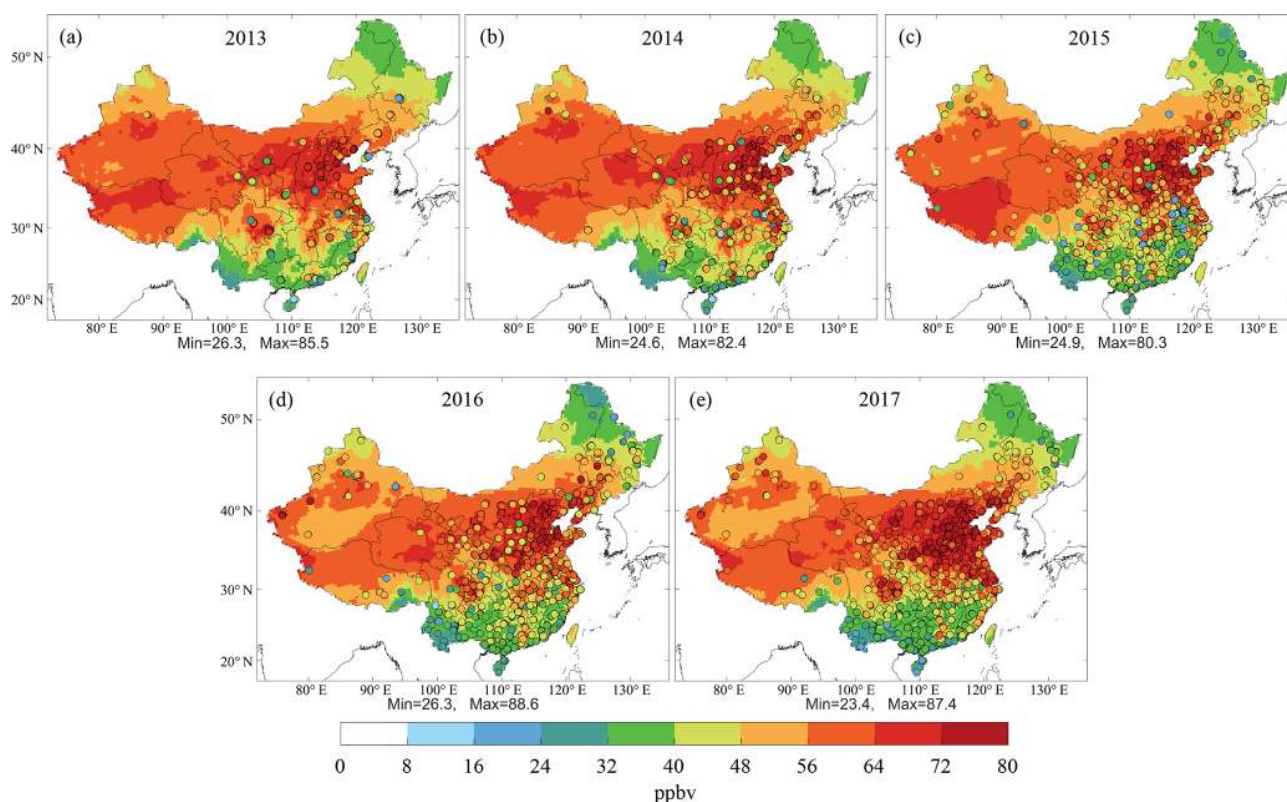 (a) 2013 (b) 2014 (c) 2015
50° N
40° N
30° N
20° N
80° E 90° E 100° E 110° E 120° E 130° E 80° E 90° E 100° E 110° E 120° E 130° E 80° E 90° E 100° E 110° E 120° E 130° E
Min=26.3, Max=85.5 Min=24.6, Max=82.4 Min=24.9, Max=80.3
(d) 2016 (e) 2017
50° N
40° N
30° N
20° N
80° E 90° E 100° E 110° E 120° E 130° E 80° E 90° E 100° E 110° E 120° E 130° E
Min=26.3, Max=88.6 Min=23.4, Max=87.4
0 8 16 24 32 40 48 56 64 72 80
ppbv